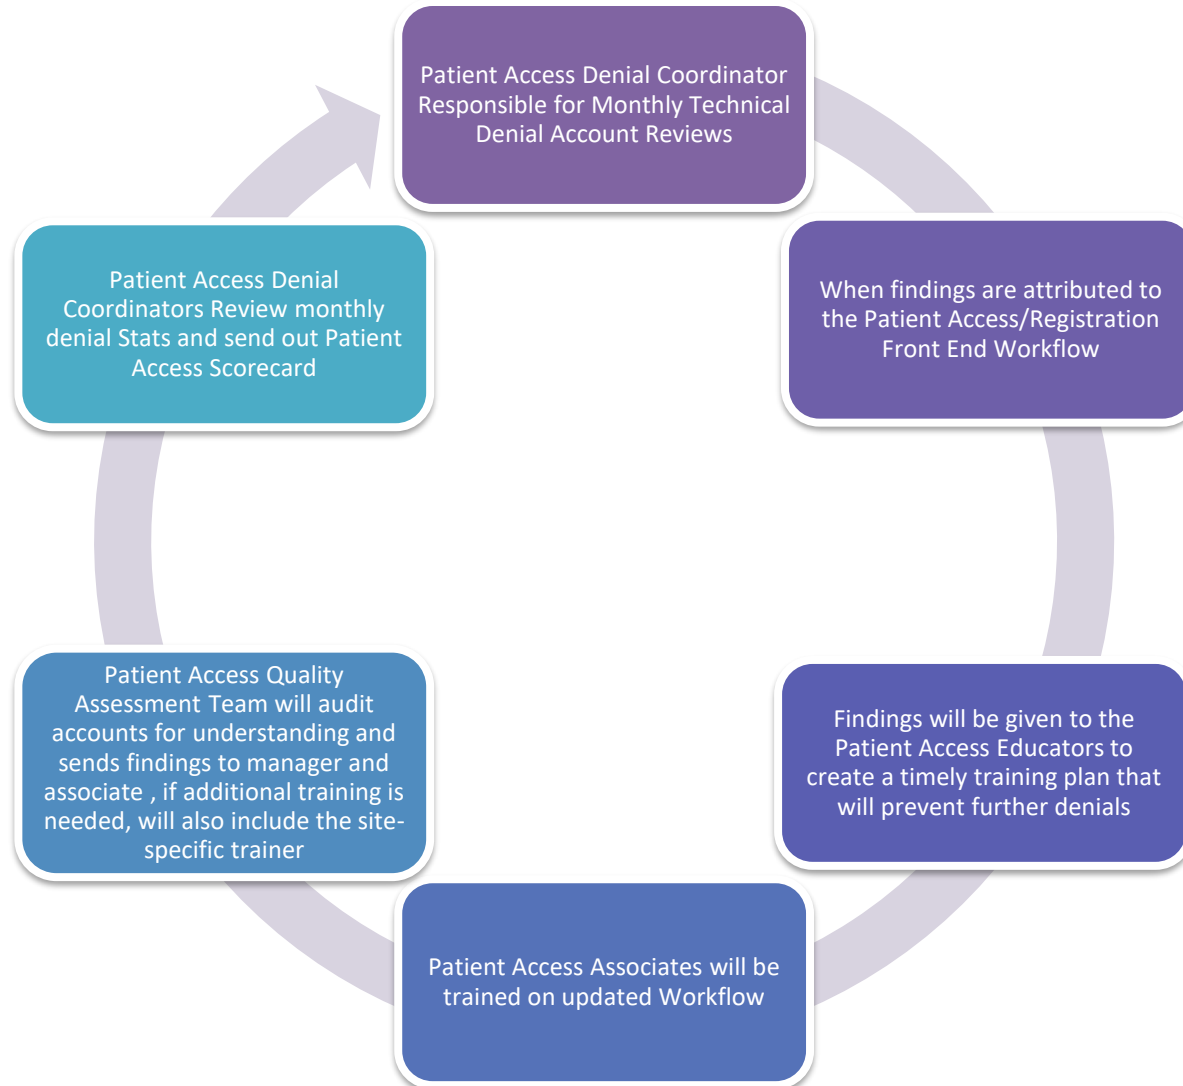 Patient Access Denial Coordinator
Responsible for Monthly Technical
Denial Account Reviews
When findings are attributed to
the Patient Access/Registration
Front End Workflow
Findings will be given to the
Patient Access Educators to
create a timely training plan that
will prevent further denials
Patient Access Associates will be
trained on updated Workflow
Patient Access Quality
Assessment Team will audit
accounts for understanding and
sends findings to manager and
associate , if additional training is
needed, will also include the site-
specific trainer
Patient Access Denial
Coordinators Review monthly
denial Stats and send out Patient
Access Scorecard